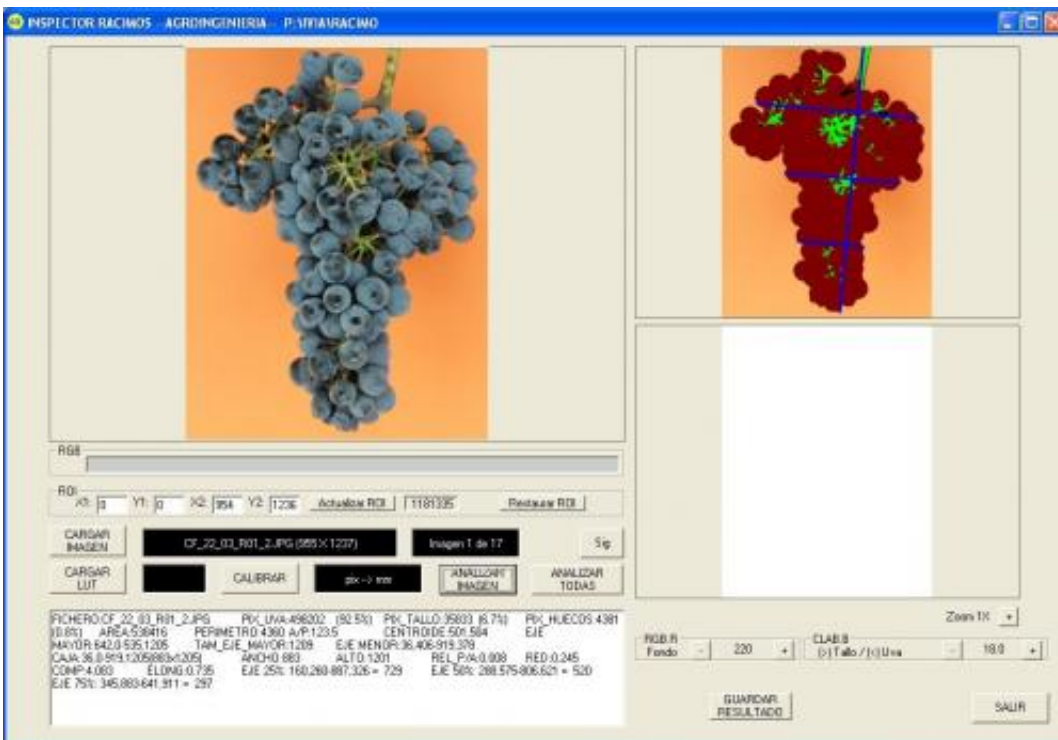 INSPECTOR RACIMOS - AGROINGENIERIA - P:\IVIA\RACIMO
RGB
ROI
X1: 0 Y1: 0 X2: 954 Y2: 1236 Actualizar ROI 1181335 Restaurar ROI
CARGAR IMAGEN
CF_22_03_R01_2.JPG (955 X 1237)
Imagen 1 de 17
Sig
CARGAR LUT
CALIBRAR
pix --> mm
ANALIZAR IMAGEN
ANALIZAR TODAS
FICHERO:CF_22_03_R01_2.JPG PIX_UVA:498202 (92.5%) PIX_TALLO:35833 (6.7%) PIX_HUECOS:4381
(0.8%) AREA:538416 PERIMETRO:4360 A/P:123.5 CENTROIDE:501,584 EJE
MAYOR:642,0-535,1205 TAM_EJE_MAYOR:1209 EJE MENOR:36,406-919,378
CAJA:36,0-919,1205(883x1205) ANCHO:883 ALTO:1201 REL_P/A:0.008 RED:0.245
COMP:4.083 ELONG:0.735 EJE 25%: 160,260-887,326 = 729 EJE 50%: 288,575-806,621 = 520
EJE 75%: 345,883-641,911 = 297
Zoom 1X +
RGB.R
Fondo - 220 +
CLAB.B
(>) Tallo / (<) Uva - 18.0 +
GUARDAR RESULTADO
SALIR